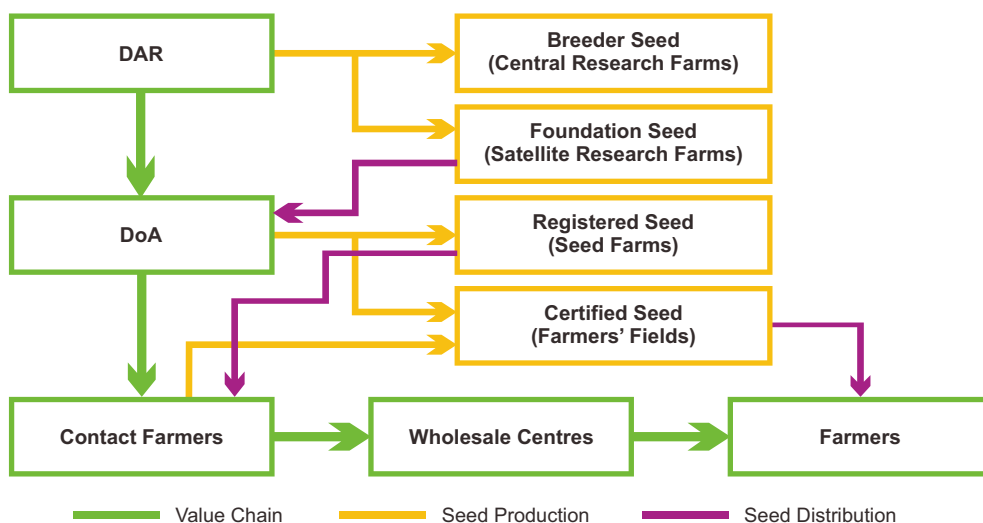 DAR
Breeder Seed
(Central Research Farms)
Foundation Seed
(Satellite Research Farms)
DoA
Registered Seed
(Seed Farms)
Certified Seed
(Farmers' Fields)
Contact Farmers
Wholesale Centres
Farmers
Value Chain
Seed Production
Seed Distribution